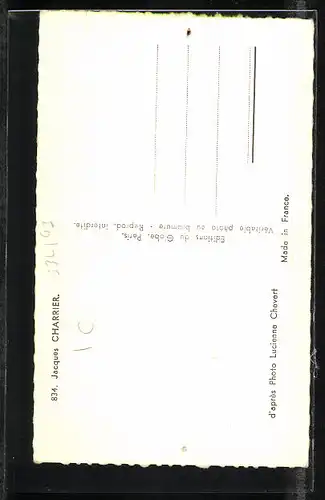 834. Jacques CHARRIER.
Editions du Globe, Paris.
Véritable photo au bromure - Reprod. interdite.
d'après Photo Lucienne Chevert
Made in France.